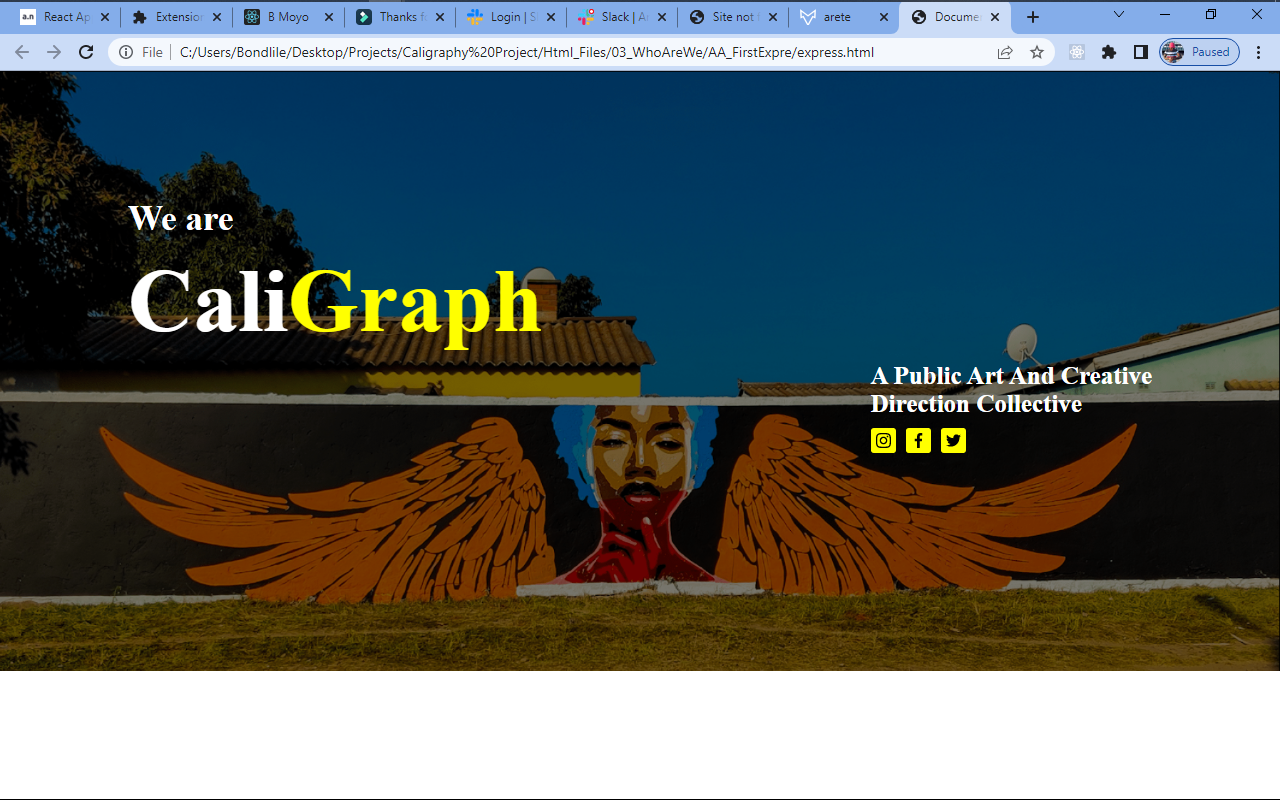 React Ap
Extension
B Moyo
Thanks f
Login | S
Slack | A
Site not
arete
Docume
File
C:/Users/Bondlile/Desktop/Projects/Caligraphy%20Project/Html_Files/03_WhoAreWe/AA_FirstExpre/express.html
Paused
We are
CaliGraph
A Public Art And Creative
Direction Collective